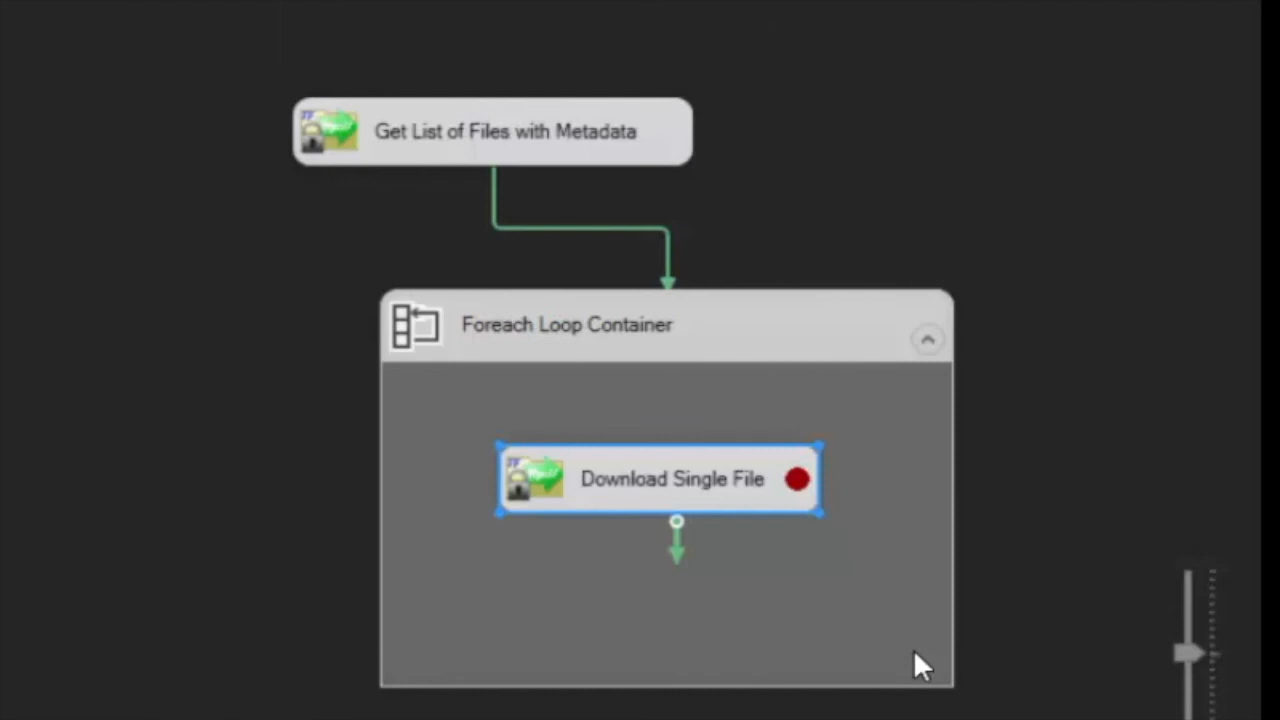 Get List of Files with Metadata
Foreach Loop Container
Download Single File